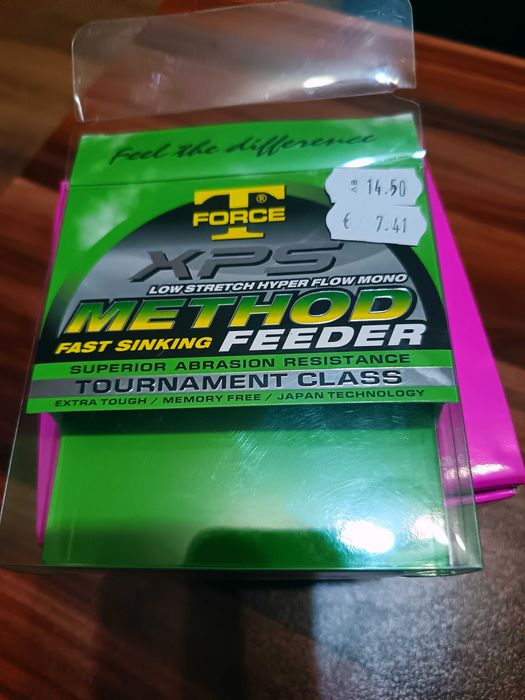 Feel the difference
T
FORCE®
лв 14.50
€ 7.41
XPS
LOW STRETCH HYPER FLOW MONO
METHOD
FAST SINKING FEEDER
SUPERIOR ABRASION RESISTANCE
TOURNAMENT CLASS
EXTRA TOUGH / MEMORY FREE / JAPAN TECHNOLOGY